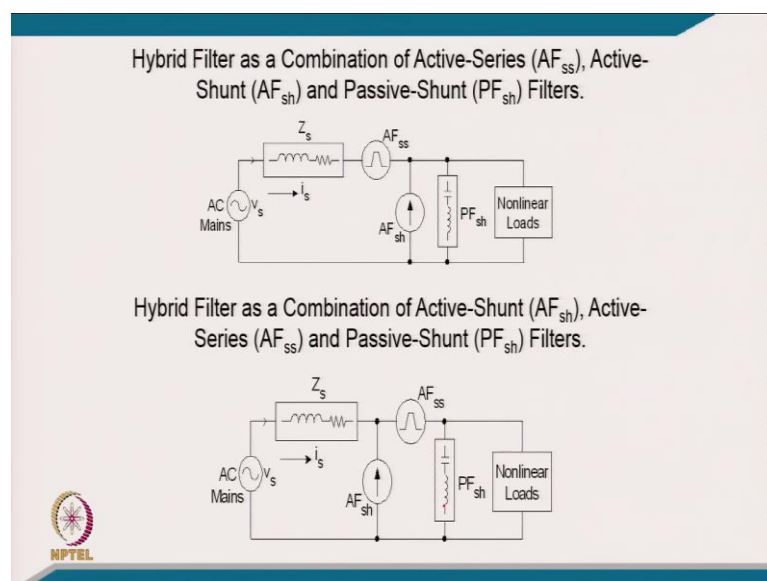 Hybrid Filter as a Combination of Active-Series (AFss), Active-
Shunt (AFsh) and Passive-Shunt (PFsh) Filters.
Zs
AFss
is
AC
Mains
vs
AFsh
PFsh
Nonlinear
Loads
Hybrid Filter as a Combination of Active-Shunt (AFsh), Active-
Series (AFss) and Passive-Shunt (PFsh) Filters.
Zs
AFss
is
AC
Mains
vs
AFsh
PFsh
Nonlinear
Loads
NPTEL